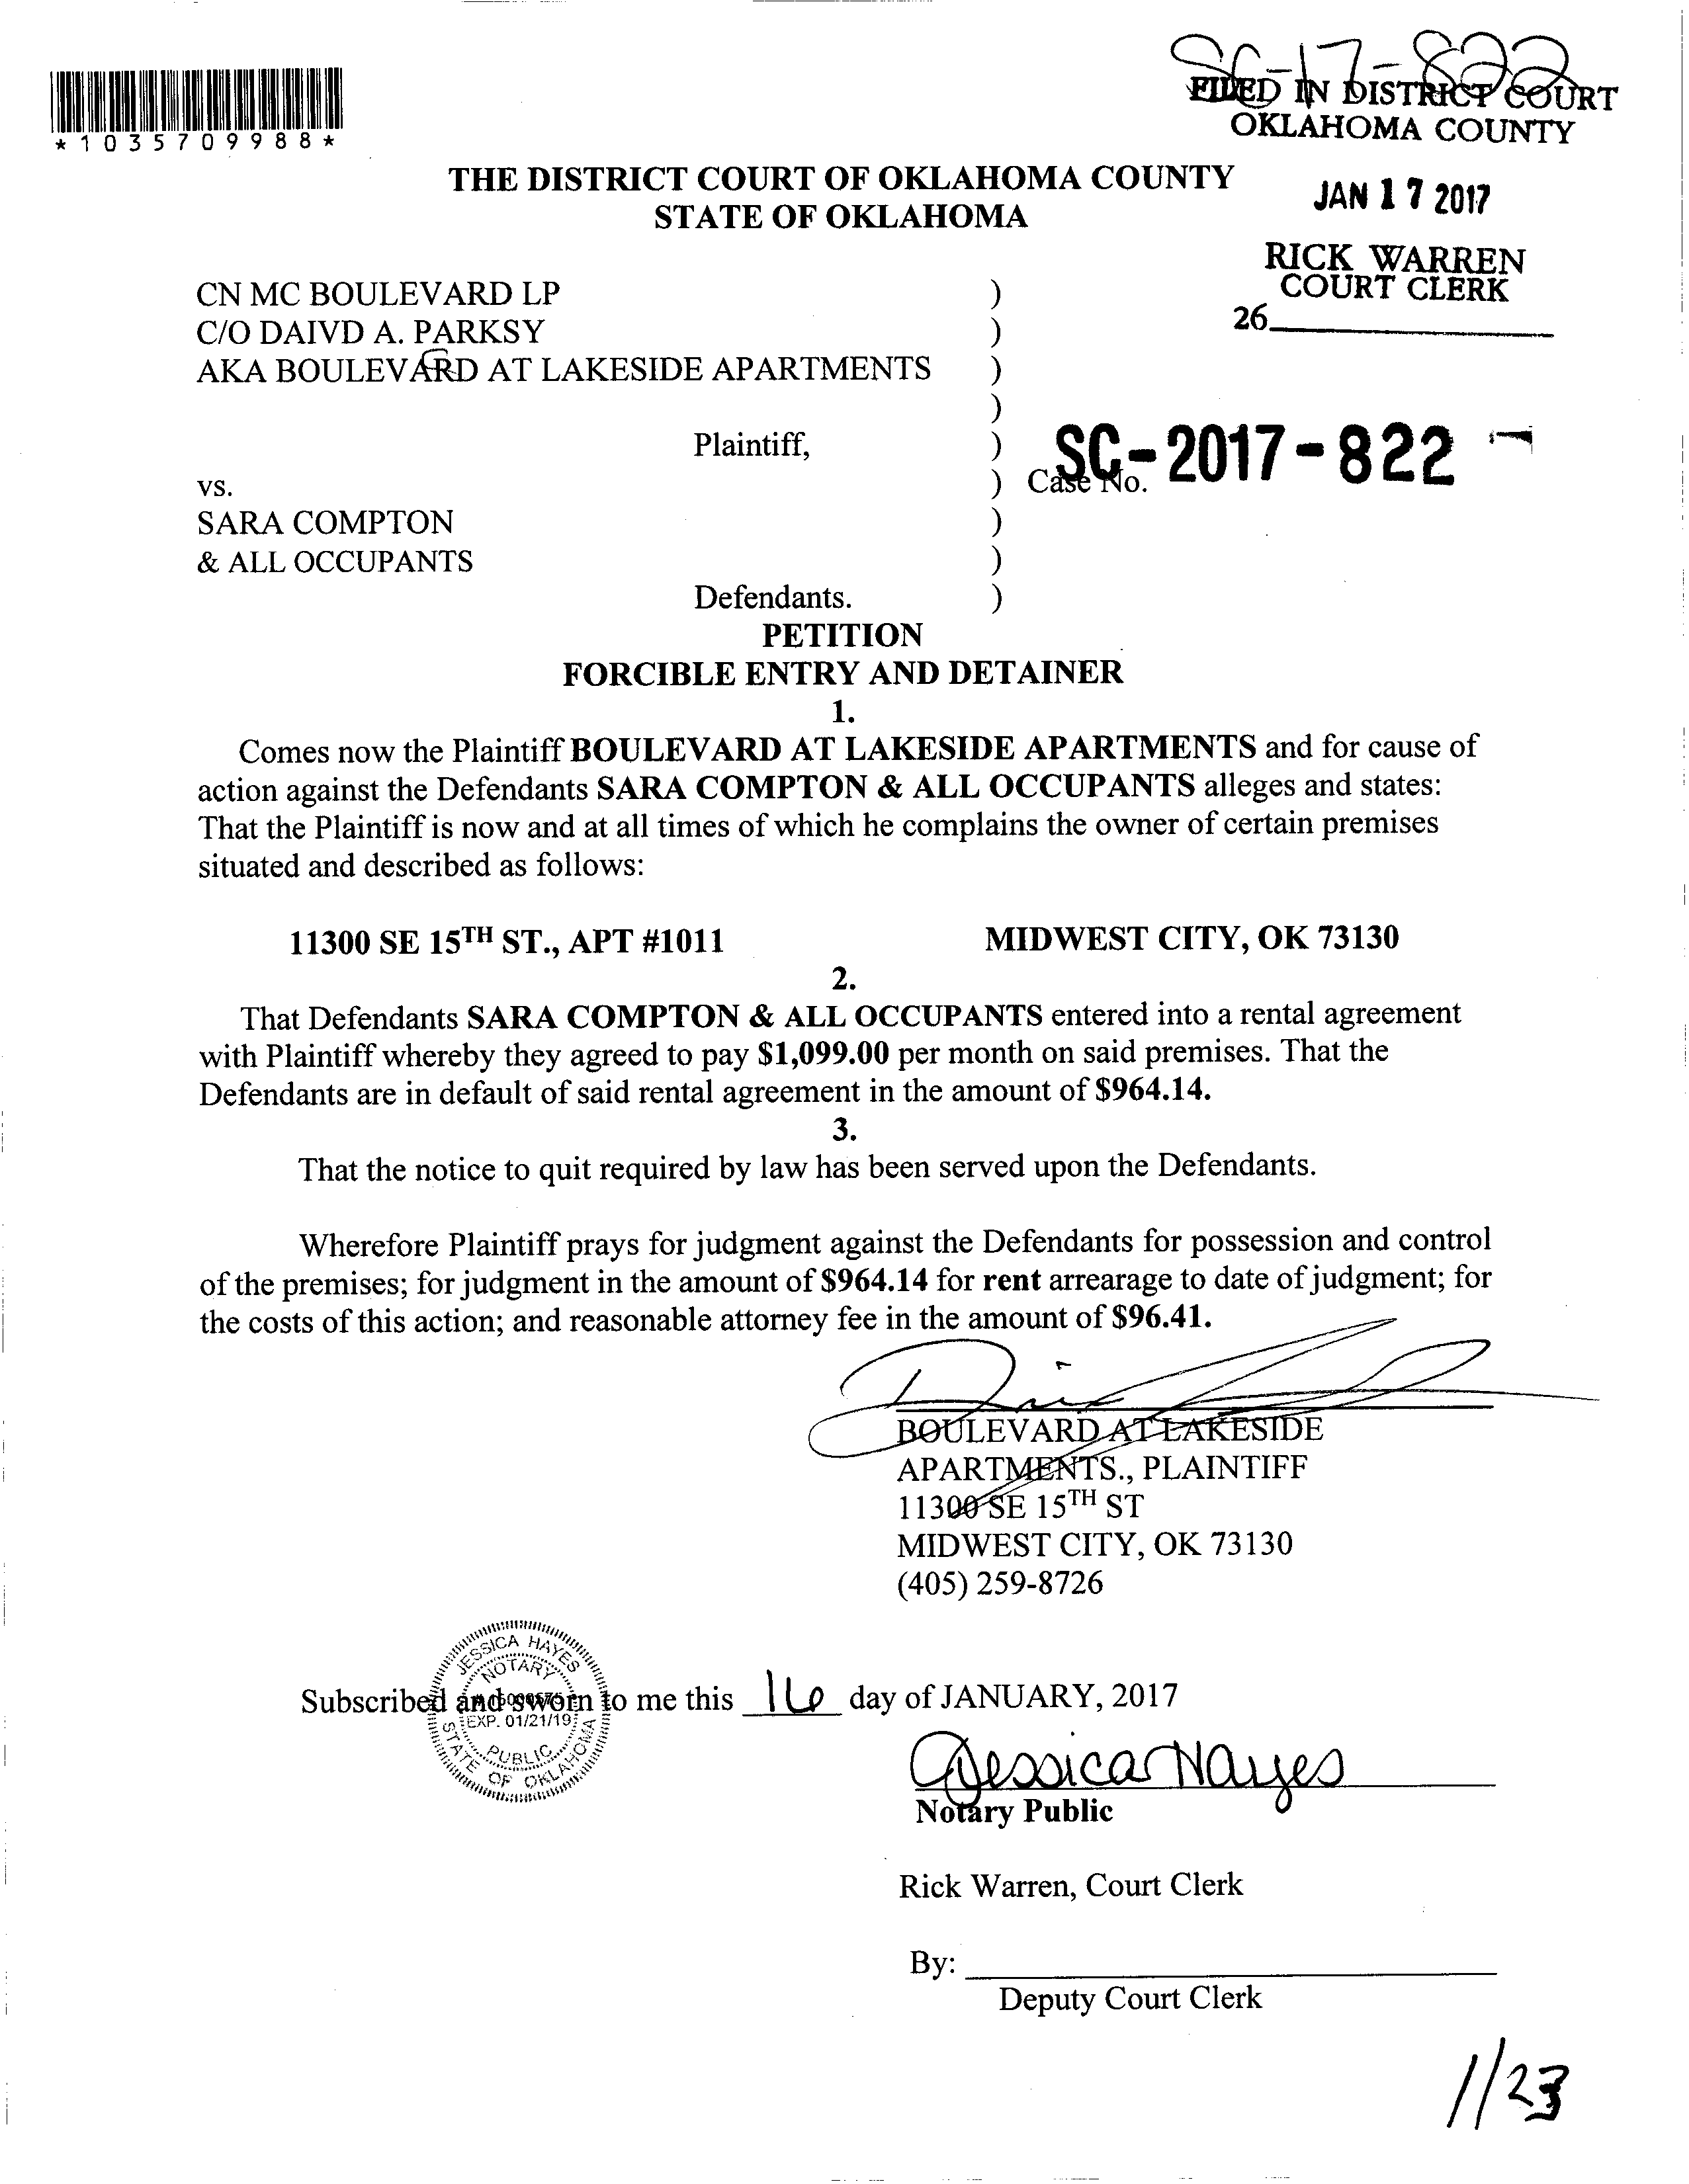 SC-17-822
FILED IN DISTRICT COURT
OKLAHOMA COUNTY
*1035709988*
THE DISTRICT COURT OF OKLAHOMA COUNTY
STATE OF OKLAHOMA
JAN 17 2017
RICK WARREN
COURT CLERK
26
CN MC BOULEVARD LP )
C/O DAIVD A. PARKSY )
AKA BOULEVARD AT LAKESIDE APARTMENTS )
)
Plaintiff, )
vs. ) Case No. SC-2017-822
SARA COMPTON )
& ALL OCCUPANTS )
Defendants. )
PETITION
FORCIBLE ENTRY AND DETAINER
1.
Comes now the Plaintiff BOULEVARD AT LAKESIDE APARTMENTS and for cause of
action against the Defendants SARA COMPTON & ALL OCCUPANTS alleges and states:
That the Plaintiff is now and at all times of which he complains the owner of certain premises
situated and described as follows:
11300 SE 15TH ST., APT #1011 MIDWEST CITY, OK 73130
2.
That Defendants SARA COMPTON & ALL OCCUPANTS entered into a rental agreement
with Plaintiff whereby they agreed to pay $1,099.00 per month on said premises. That the
Defendants are in default of said rental agreement in the amount of $964.14.
3.
That the notice to quit required by law has been served upon the Defendants.
Wherefore Plaintiff prays for judgment against the Defendants for possession and control
of the premises; for judgment in the amount of $964.14 for rent arrearage to date of judgment; for
the costs of this action; and reasonable attorney fee in the amount of $96.41.
BOULEVARD AT LAKESIDE
APARTMENTS., PLAINTIFF
11300 SE 15TH ST
MIDWEST CITY, OK 73130
(405) 259-8726
JESSICA HAYES
NOTARY
EXP. 01/21/19
PUBLIC
STATE OF OKLAHOMA
Subscribed and sworn to me this 16 day of JANUARY, 2017
Jessica Hayes
Notary Public
Rick Warren, Court Clerk
By:
Deputy Court Clerk
1/23